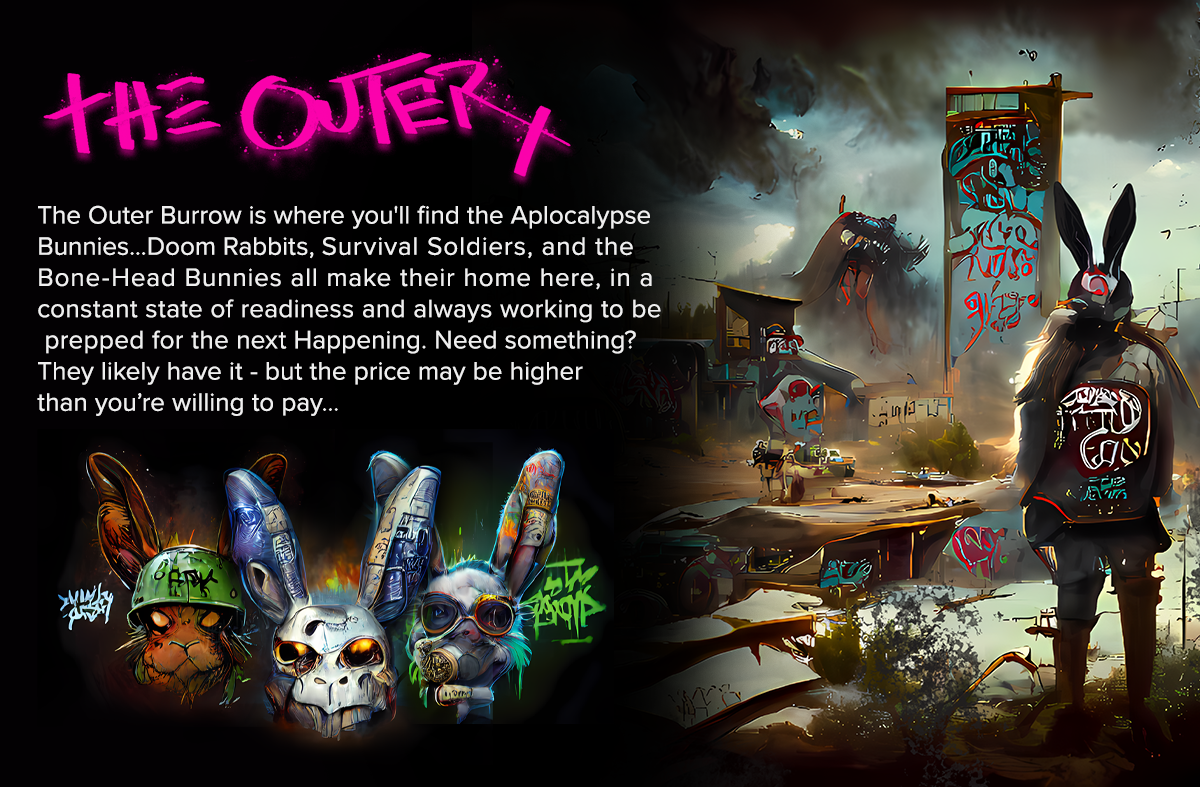 THE OUTER
The Outer Burrow is where you'll find the Aplocalypse
Bunnies...Doom Rabbits, Survival Soldiers, and the
Bone-Head Bunnies all make their home here, in a
constant state of readiness and always working to be
prepped for the next Happening. Need something?
They likely have it - but the price may be higher
than you’re willing to pay...